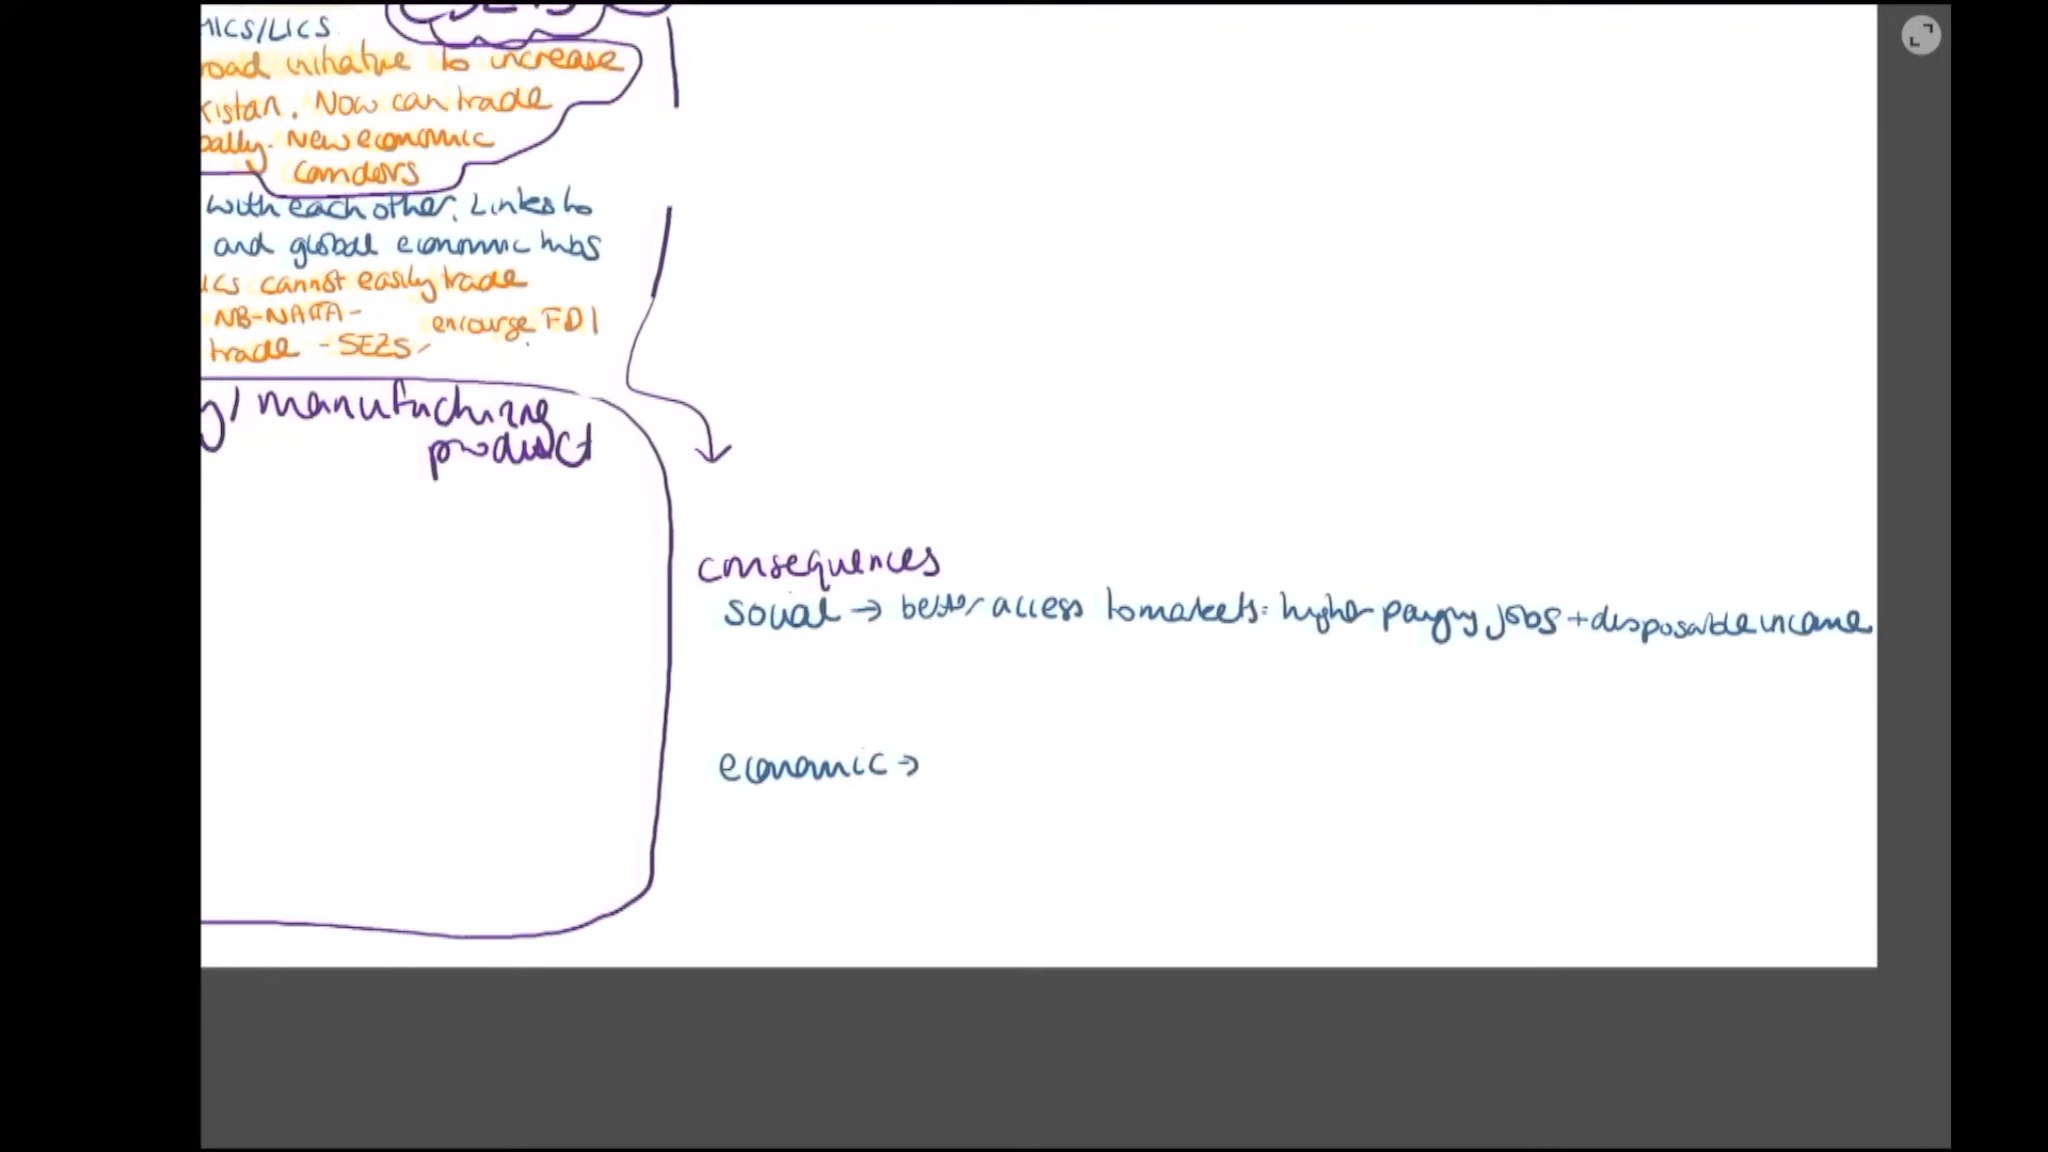 MICS/LICS
road initiative to increase
kistan. Now can trade
bally. New economic
corridors
with each other. Links to
and global economic hubs
LICS cannot easily trade
NB-NAFTA-
encourge FDI
trade - SEZS -
g/ manufacturing
product
consequences
social → better access to markets: higher paying jobs + disposable income
economic →